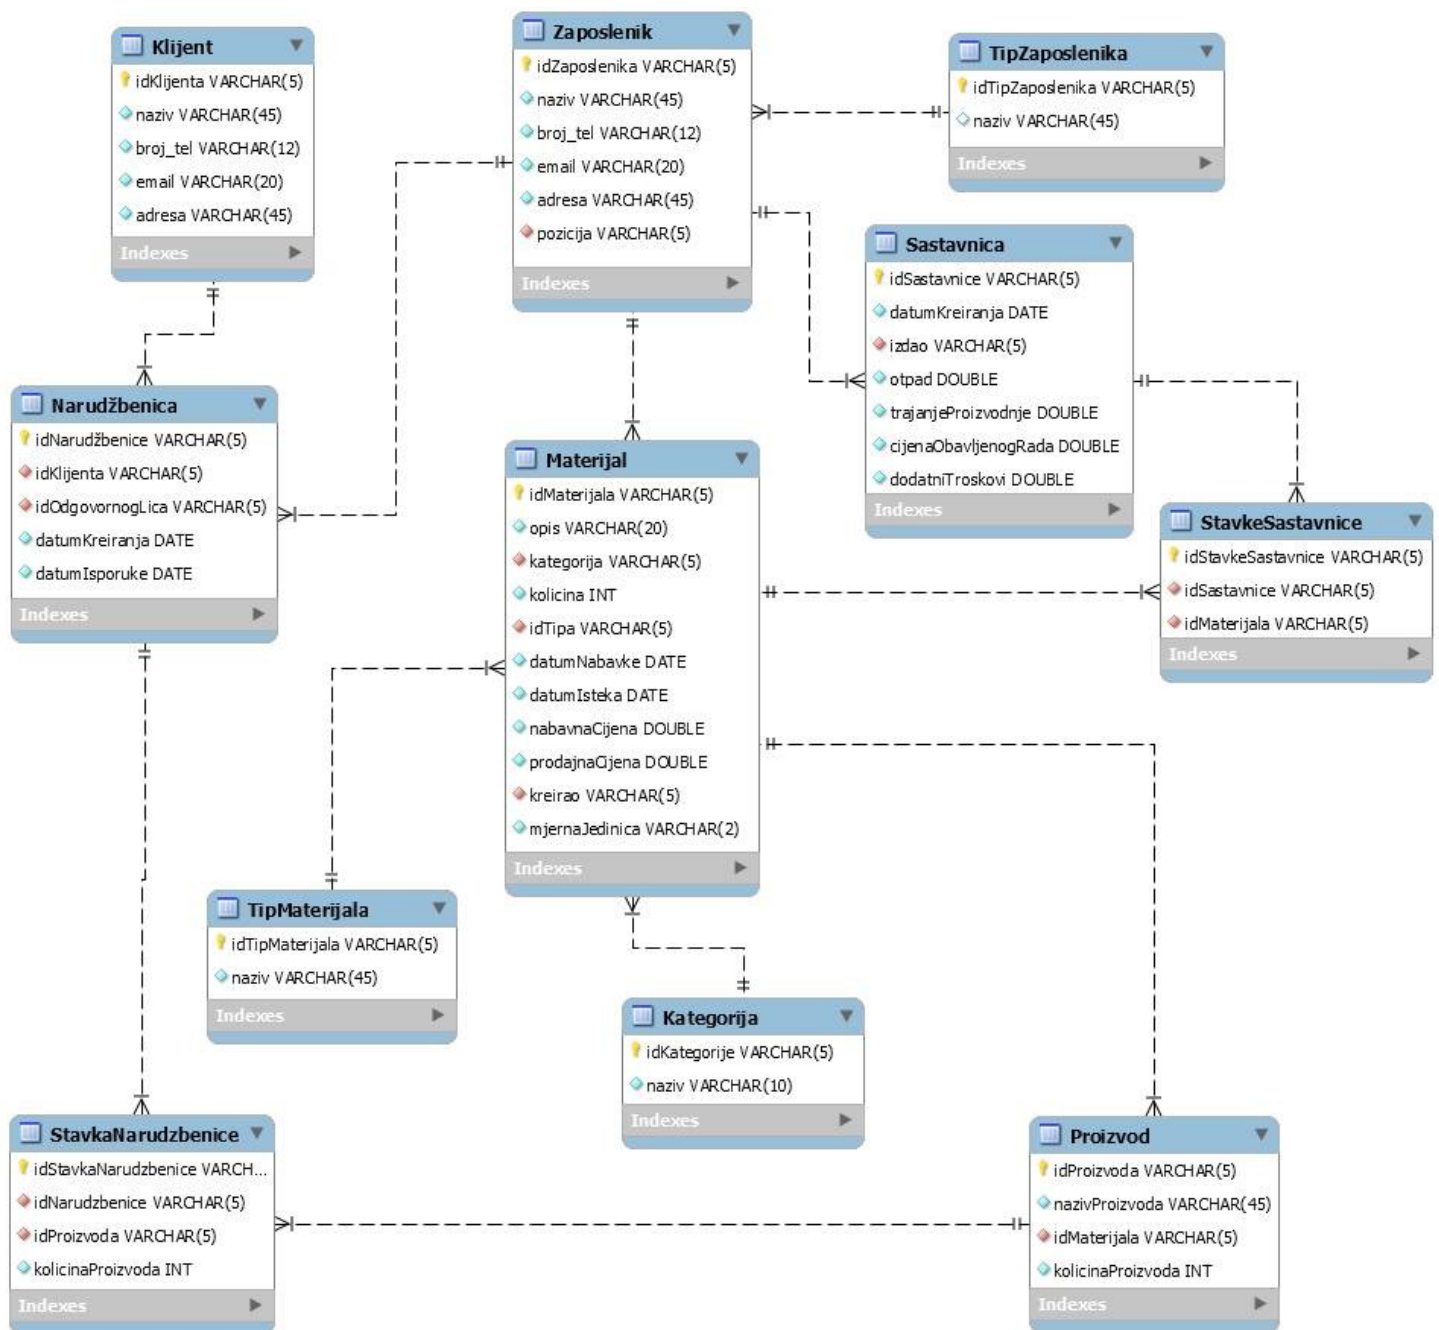 Klijent
idKlijenta VARCHAR(5)
naziv VARCHAR(45)
broj_tel VARCHAR(12)
email VARCHAR(20)
adresa VARCHAR(45)
Indexes
Zaposlenik
idZaposlenika VARCHAR(5)
naziv VARCHAR(45)
broj_tel VARCHAR(12)
email VARCHAR(20)
adresa VARCHAR(45)
pozicija VARCHAR(5)
Indexes
TipZaposlenika
idTipZaposlenika VARCHAR(5)
naziv VARCHAR(45)
Indexes
Sastavnica
idSastavnice VARCHAR(5)
datumKreiranja DATE
izdao VARCHAR(5)
otpad DOUBLE
trajanjeProizvodnje DOUBLE
cijenaObavljenogRada DOUBLE
dodatniTroskovi DOUBLE
Indexes
Narudžbenica
idNarudžbenice VARCHAR(5)
idKlijenta VARCHAR(5)
idOdgovornogLica VARCHAR(5)
datumKreiranja DATE
datumIsporuke DATE
Indexes
Materijal
idMaterijala VARCHAR(5)
opis VARCHAR(20)
kategorija VARCHAR(5)
kolicina INT
idTipa VARCHAR(5)
datumNabavke DATE
datumIsteka DATE
nabavnaCijena DOUBLE
prodajnaCijena DOUBLE
kreirao VARCHAR(5)
mjernaJedinica VARCHAR(2)
Indexes
StavkeSastavnice
idStavkeSastavnice VARCHAR(5)
idSastavnice VARCHAR(5)
idMaterijala VARCHAR(5)
Indexes
TipMaterijala
idTipMaterijala VARCHAR(5)
naziv VARCHAR(45)
Indexes
Kategorija
idKategorije VARCHAR(5)
naziv VARCHAR(10)
Indexes
StavkaNarudzbenice
idStavkaNarudzbenice VARCH...
idNarudzbenice VARCHAR(5)
idProizvoda VARCHAR(5)
kolicinaProizvoda INT
Indexes
Proizvod
idProizvoda VARCHAR(5)
nazivProizvoda VARCHAR(45)
idMaterijala VARCHAR(5)
kolicinaProizvoda INT
Indexes